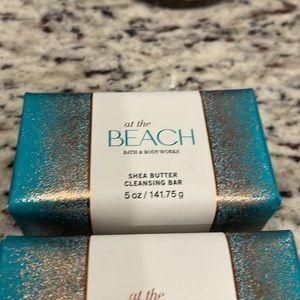 at the
BEACH
BATH & BODY WORKS
SHEA BUTTER
CLEANSING BAR
5 oz / 141.75 g
at the